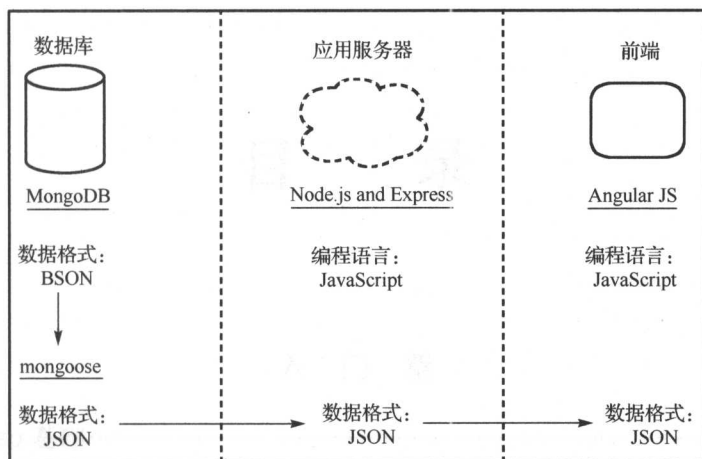 数据库
应用服务器
前端
MongoDB
Node.js and Express
Angular JS
数据格式：
BSON
编程语言：
JavaScript
编程语言：
JavaScript
mongoose
数据格式：
JSON
数据格式：
JSON
数据格式：
JSON